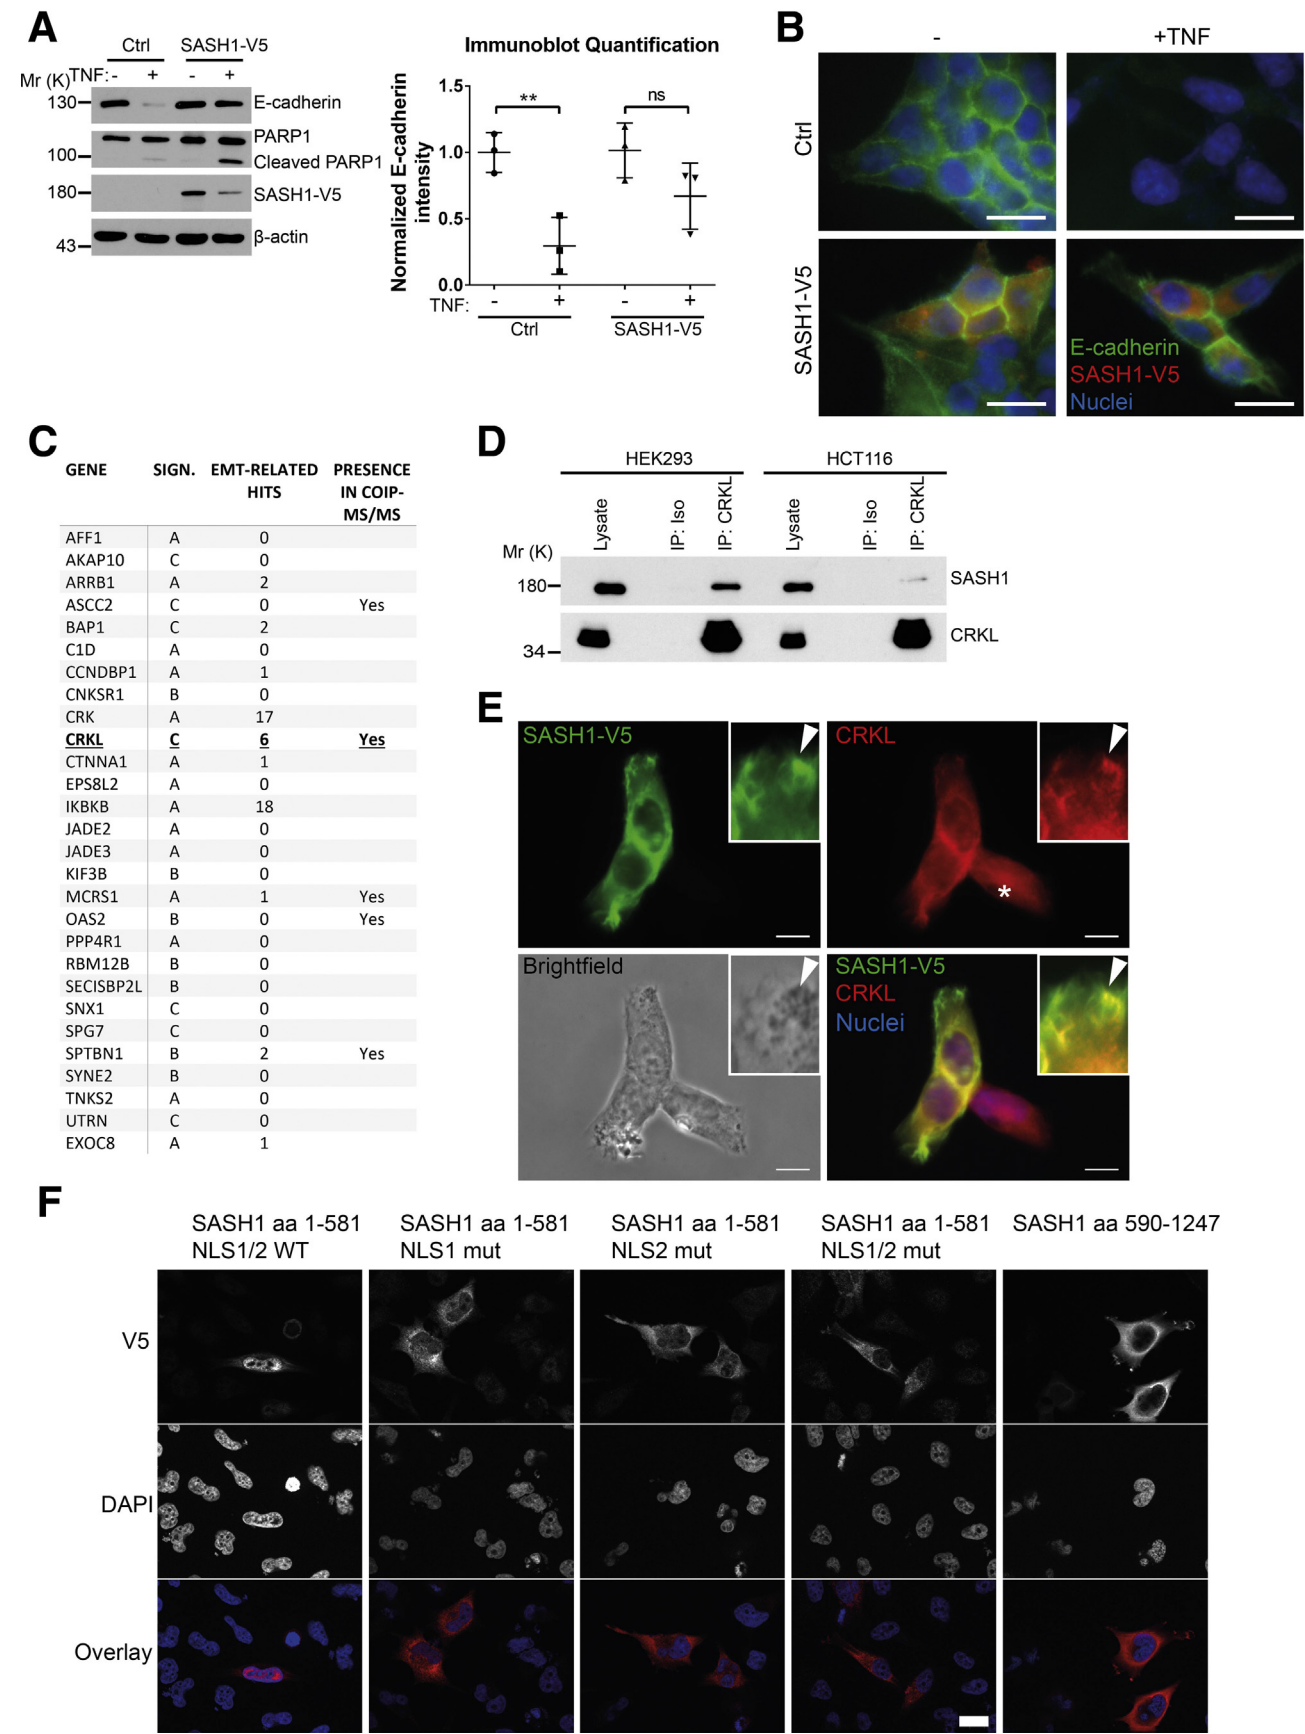 A
Ctrl SASH1-V5
Mr (K) TNF: - + - +
130 E-cadherin
PARP1
100 Cleaved PARP1
180 SASH1-V5
43 β-actin
Immunoblot Quantification
Normalized E-cadherin
intensity
1.5
1.0
0.5
0.0
** ns
TNF: - + - +
Ctrl SASH1-V5
B
- +TNF
Ctrl
SASH1-V5
E-cadherin
SASH1-V5
Nuclei
C
GENE SIGN. EMT-RELATED PRESENCE
HITS IN COIP-
MS/MS
AFF1 A 0
AKAP10 C 0
ARRB1 A 2
ASCC2 C 0 Yes
BAP1 C 2
C1D A 0
CCNDBP1 A 1
CNKSR1 B 0
CRK A 17
CRKL C 6 Yes
CTNNA1 A 1
EPS8L2 A 0
IKBKB A 18
JADE2 A 0
JADE3 A 0
KIF3B B 0
MCRS1 A 1 Yes
OAS2 B 0 Yes
PPP4R1 A 0
RBM12B B 0
SECISBP2L B 0
SNX1 C 0
SPG7 C 0
SPTBN1 B 2 Yes
SYNE2 B 0
TNKS2 A 0
UTRN C 0
EXOC8 A 1
D
HEK293 HCT116
Lysate IP: Iso IP: CRKL Lysate IP: Iso IP: CRKL
Mr (K)
180 SASH1
34 CRKL
E
SASH1-V5
CRKL
*
Brightfield
SASH1-V5
CRKL
Nuclei
F
SASH1 aa 1-581 SASH1 aa 1-581 SASH1 aa 1-581 SASH1 aa 1-581 SASH1 aa 590-1247
NLS1/2 WT NLS1 mut NLS2 mut NLS1/2 mut
V5
DAPI
Overlay